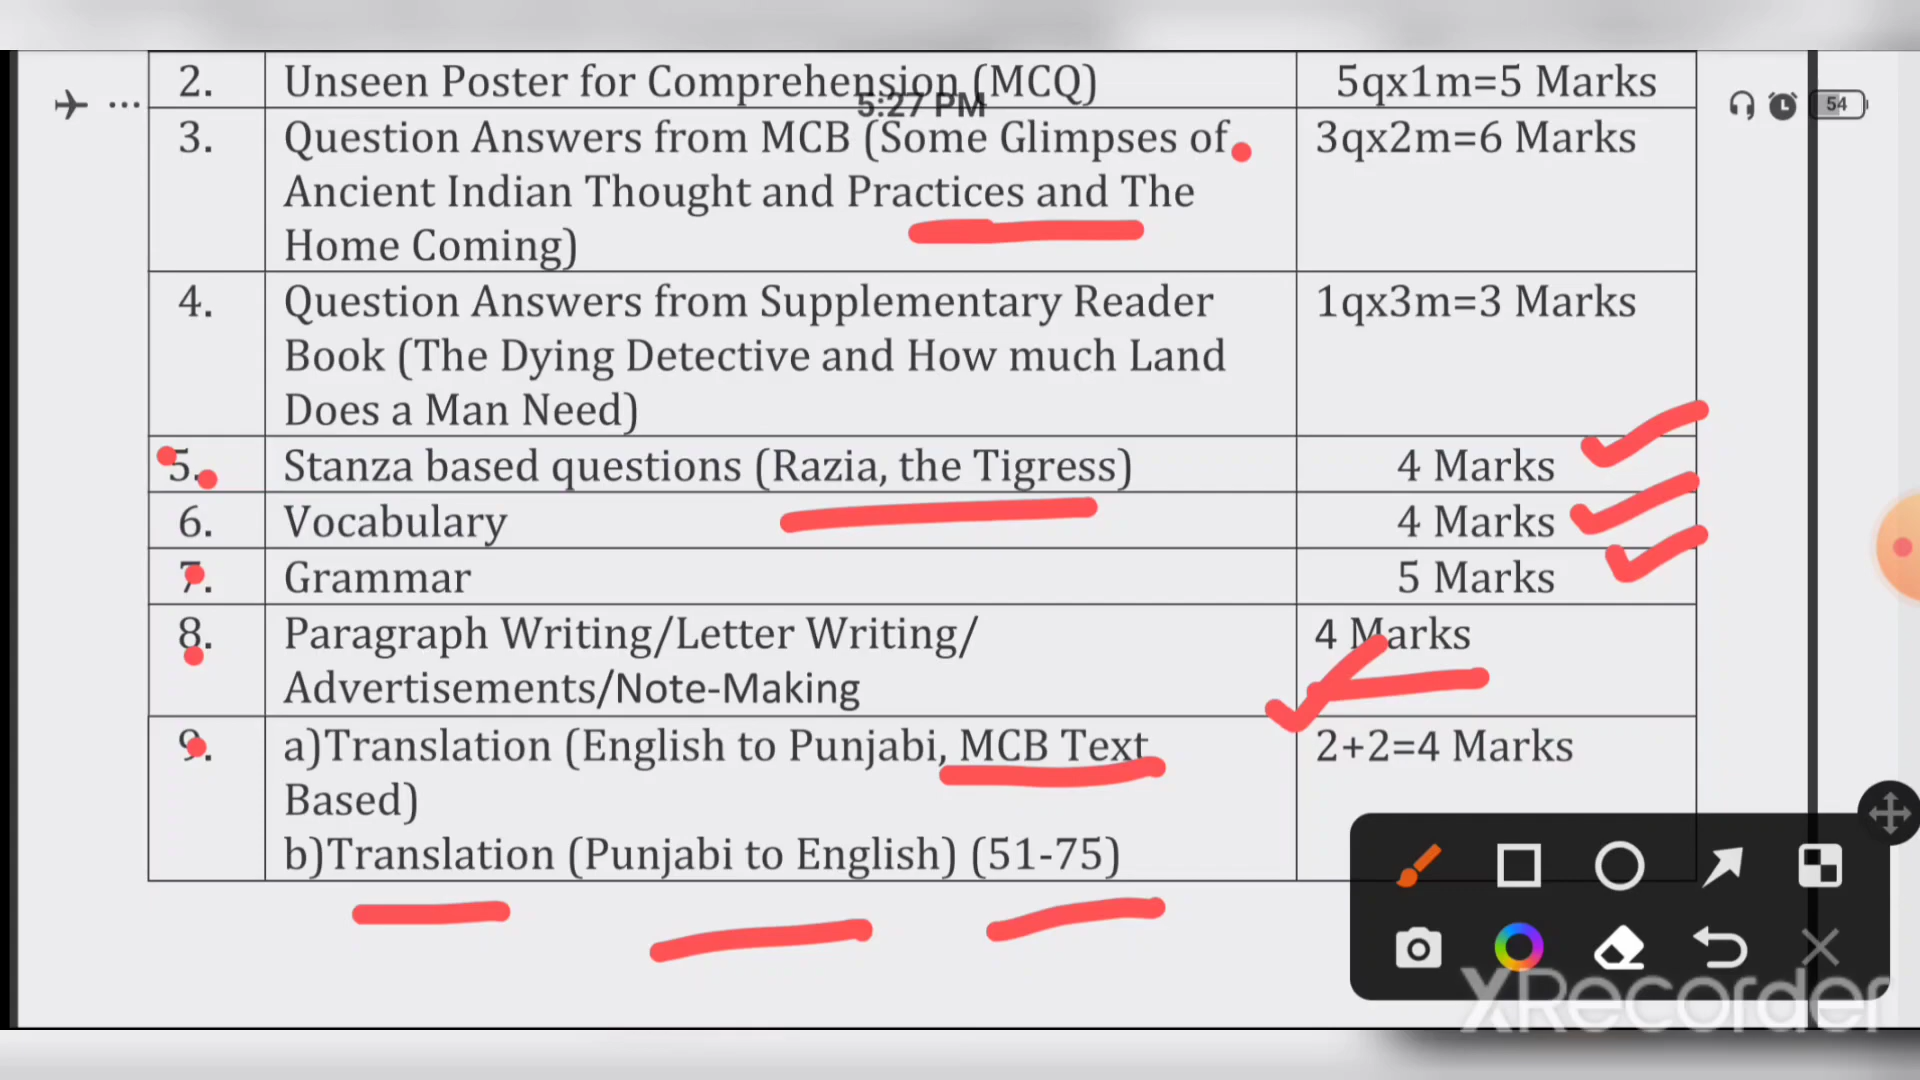 2. Unseen Poster for Comprehension (MCQ) 5qx1m=5 Marks
5:27 PM
54
3. Question Answers from MCB (Some Glimpses of 3qx2m=6 Marks
Ancient Indian Thought and Practices and The
Home Coming)
4. Question Answers from Supplementary Reader 1qx3m=3 Marks
Book (The Dying Detective and How much Land
Does a Man Need)
5. Stanza based questions (Razia, the Tigress) 4 Marks
6. Vocabulary 4 Marks
7. Grammar 5 Marks
8. Paragraph Writing/Letter Writing/ 4 Marks
Advertisements/Note-Making
9. a)Translation (English to Punjabi, MCB Text 2+2=4 Marks
Based)
b)Translation (Punjabi to English) (51-75)
XRecorder